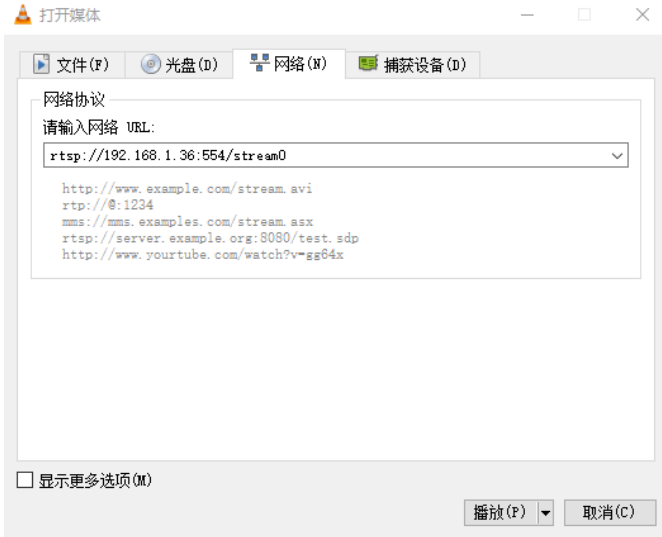 打开媒体
文件(F) 光盘(D) 网络(N) 捕获设备(D)
网络协议
请输入网络 URL:
rtsp://192.168.1.36:554/stream0
http://www.example.com/stream.avi
rtp://@:1234
mms://mms.examples.com/stream.asx
rtsp://server.example.org:8080/test.sdp
http://www.yourtube.com/watch?v=gg64x
显示更多选项(M)
播放(P) 取消(C)